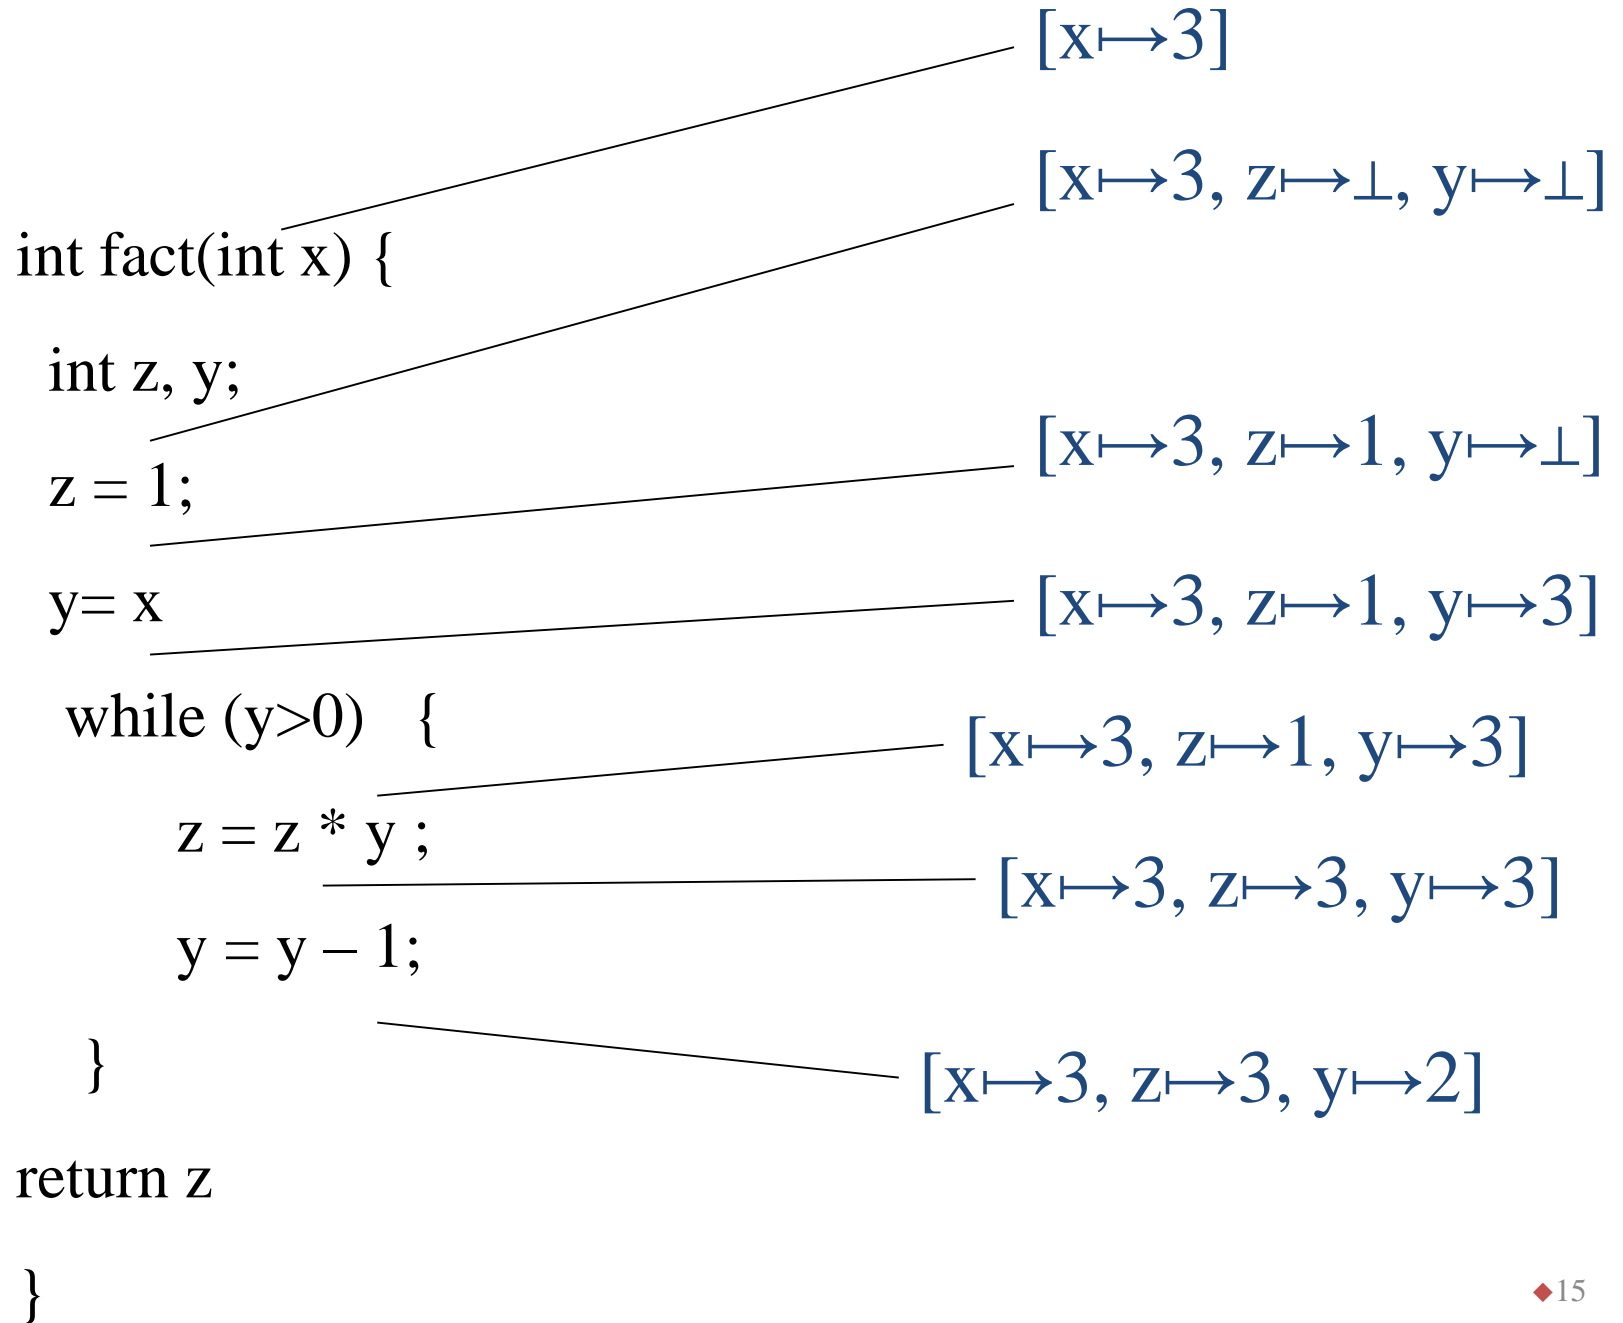 [x↦3]
[x↦3, z↦⊥, y↦⊥]
int fact(int x) {
int z, y;
[x↦3, z↦1, y↦⊥]
z = 1;
y= x
[x↦3, z↦1, y↦3]
while (y>0) {
[x↦3, z↦1, y↦3]
z = z * y ;
[x↦3, z↦3, y↦3]
y = y – 1;
}
[x↦3, z↦3, y↦2]
return z
}
◆15